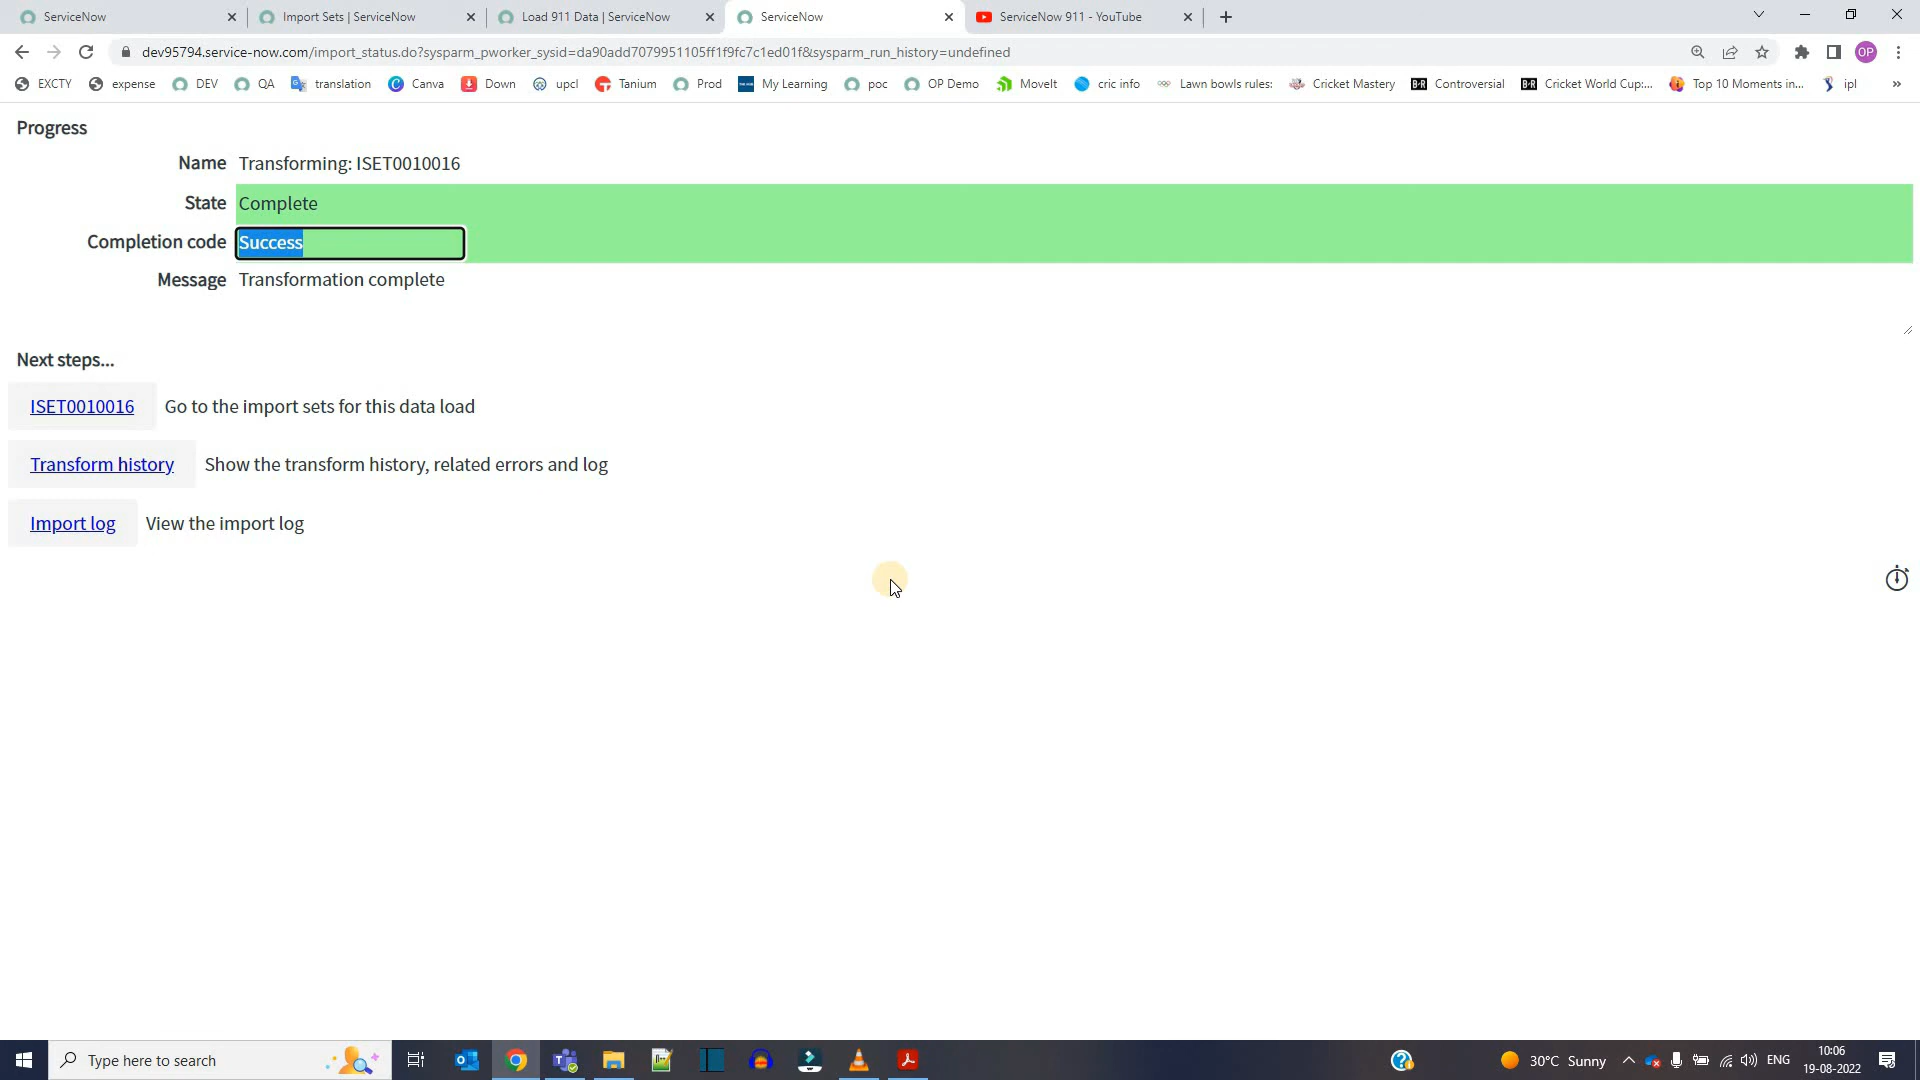 ServiceNow
Import Sets | ServiceNow
Load 911 Data | ServiceNow
ServiceNow
ServiceNow 911 - YouTube
dev95794.service-now.com/import_status.do?sysparm_pworker_sysid=da90add7079951105ff1f9fc7c1ed01f&sysparm_run_history=undefined
OP
EXCTY
expense
DEV
QA
translation
Canva
Down
upcl
Tanium
Prod
My Learning
poc
OP Demo
MoveIt
cric info
Lawn bowls rules:
Cricket Mastery
B·R Controversial
B·R Cricket World Cup:...
Top 10 Moments in...
ipl
»
Progress
Name Transforming: ISET0010016
State Complete
Completion code Success
Message Transformation complete
Next steps...
ISET0010016 Go to the import sets for this data load
Transform history Show the transform history, related errors and log
Import log View the import log
Type here to search
30°C Sunny
ENG
10:06
19-08-2022